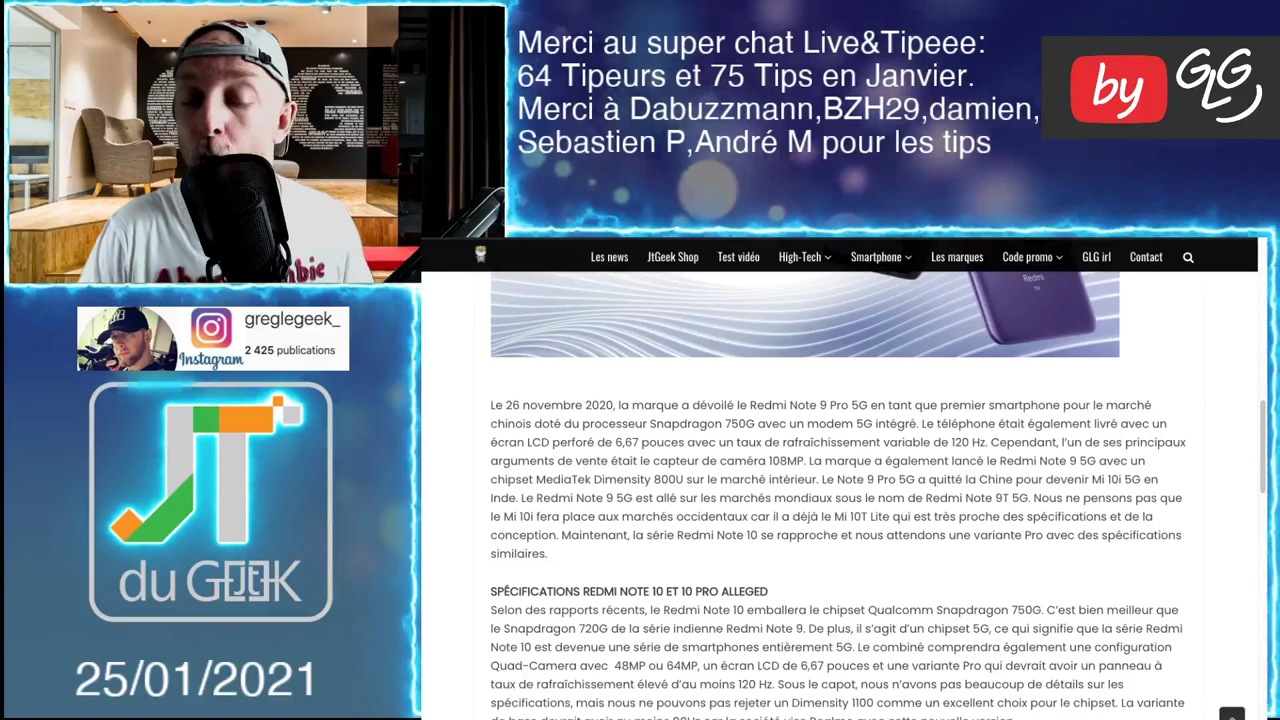 Merci au super chat Live&Tipeee:
64 Tipeurs et 75 Tips en Janvier.
Merci à Dabuzzmann BZH29,damien,
Sebastien P,Andre M pour les tips
by GLG
Les news JtGeek Shop Test vidéo High-Tech Smartphone Les marques Code promo GLG irl Contact
Redmi
5G
greglegeek_
Instagram
2 425 publications
JT
du GEEK
25/01/2021
Le 26 novembre 2020, la marque a dévoilé le Redmi Note 9 Pro 5G en tant que premier smartphone pour le marché
chinois doté du processeur Snapdragon 750G avec un modem 5G intégré. Le téléphone était également livré avec un
écran LCD perforé de 6,67 pouces avec un taux de rafraîchissement variable de 120 Hz. Cependant, l'un de ses principaux
arguments de vente était le capteur de caméra 108MP. La marque a également lancé le Redmi Note 9 5G avec un
chipset MediaTek Dimensity 800U sur le marché intérieur. Le Note 9 Pro 5G a quitté la Chine pour devenir Mi 10i 5G en
Inde. Le Redmi Note 9 5G est allé sur les marchés mondiaux sous le nom de Redmi Note 9T 5G. Nous ne pensons pas que
le Mi 10i fera place aux marchés occidentaux car il a déjà le Mi 10T Lite qui est très proche des spécifications et de la
conception. Maintenant, la série Redmi Note 10 se rapproche et nous attendons une variante Pro avec des spécifications
similaires.
SPÉCIFICATIONS REDMI NOTE 10 ET 10 PRO ALLEGED
Selon des rapports récents, le Redmi Note 10 emballera le chipset Qualcomm Snapdragon 750G. C'est bien meilleur que
le Snapdragon 720G de la série indienne Redmi Note 9. De plus, il s'agit d'un chipset 5G, ce qui signifie que la série Redmi
Note 10 est devenue une série de smartphones entièrement 5G. Le combiné comprendra également une configuration
Quad-Camera avec 48MP ou 64MP, un écran LCD de 6,67 pouces et une variante Pro qui devrait avoir un panneau à
taux de rafraîchissement élevé d'au moins 120 Hz. Sous le capot, nous n'avons pas beaucoup de détails sur les
spécifications, mais nous ne pouvons pas rejeter un Dimensity 1100 comme un excellent choix pour le chipset. La variante